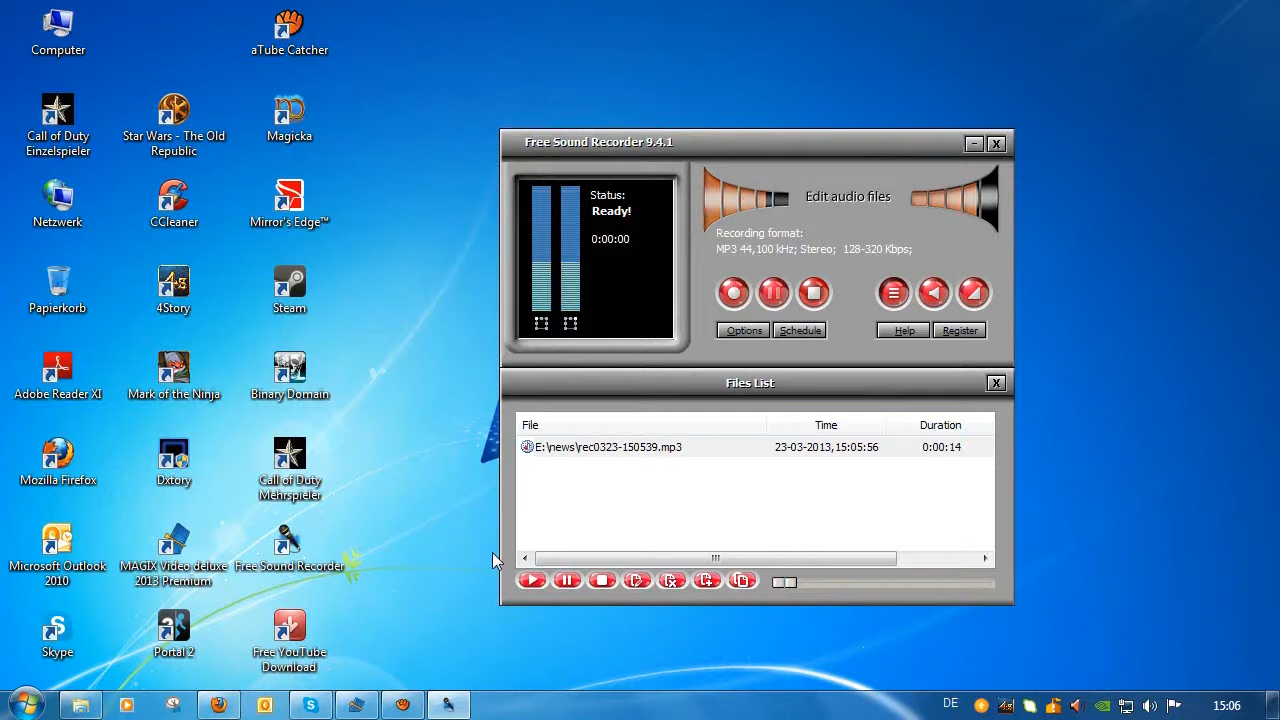 Computer
aTube Catcher
Call of Duty
Einzelspieler
Star Wars - The Old
Republic
Magicka
Netzwerk
CCleaner
Mirror's Edge™
Papierkorb
4Story
Steam
Adobe Reader XI
Mark of the Ninja
Binary Domain
Mozilla Firefox
Dxtory
Call of Duty
Mehrspieler
Microsoft Outlook
2010
MAGIX Video deluxe
2013 Premium
Free Sound Recorder
Skype
Portal 2
Free YouTube
Download
Free Sound Recorder 9.4.1
Status:
Ready!
0:00:00
Edit audio files
Recording format:
MP3 44,100 kHz; Stereo; 128-320 Kbps;
Options
Schedule
Help
Register
Files List
File
Time
Duration
E:\news\rec0323-150539.mp3
23-03-2013,15:05:56
0:00:14
DE
15:06